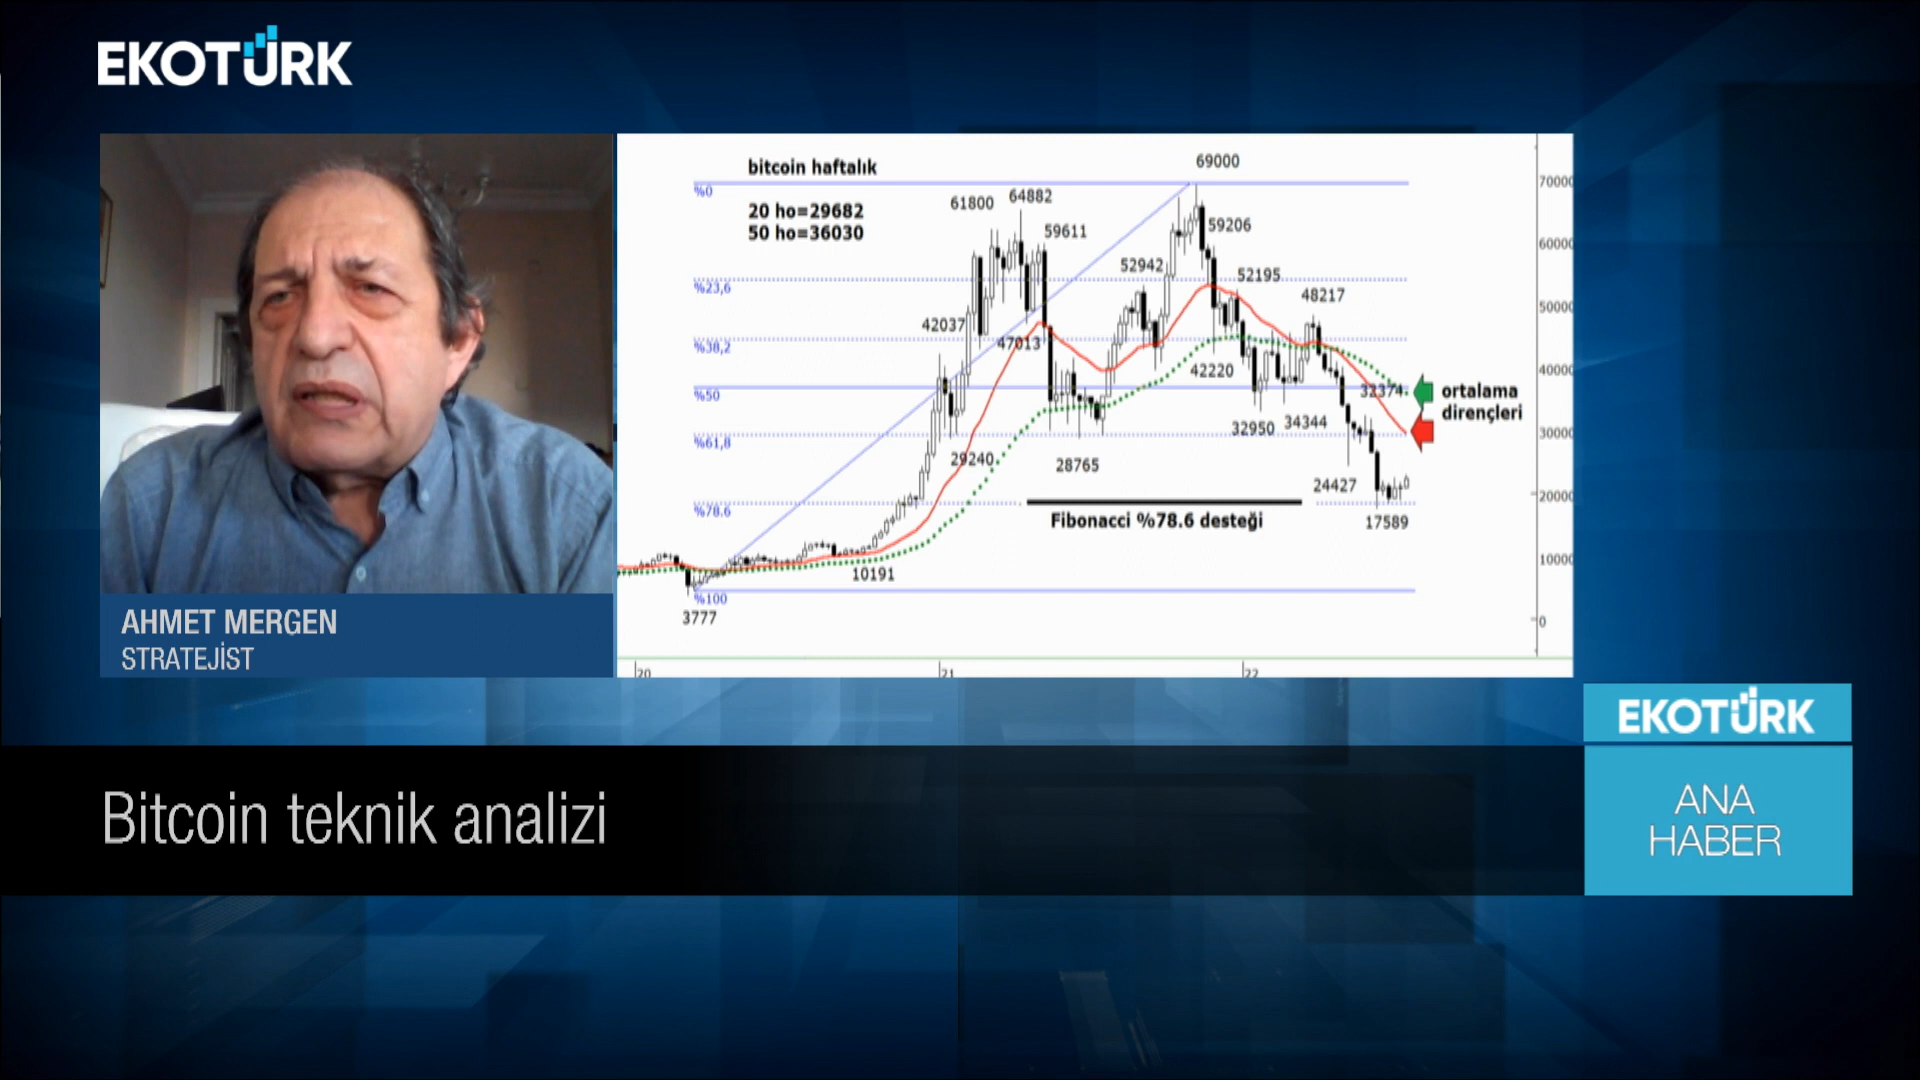 EKOTÜRK
AHMET MERGEN
STRATEJİST
bitcoin haftalık
20 ho=29682
50 ho=36030
69000
61800
64882
59611
59206
52942
52195
48217
42037
47013
42220
33374
32950
34344
29240
28765
24427
17589
10191
3777
%0
%23,6
%38,2
%50
%61,8
%78.6
%100
Fibonacci %78.6 desteği
ortalama
dirençleri
70000
60000
50000
40000
30000
20000
10000
0
20
21
22
EKOTÜRK
ANA
HABER
Bitcoin teknik analizi